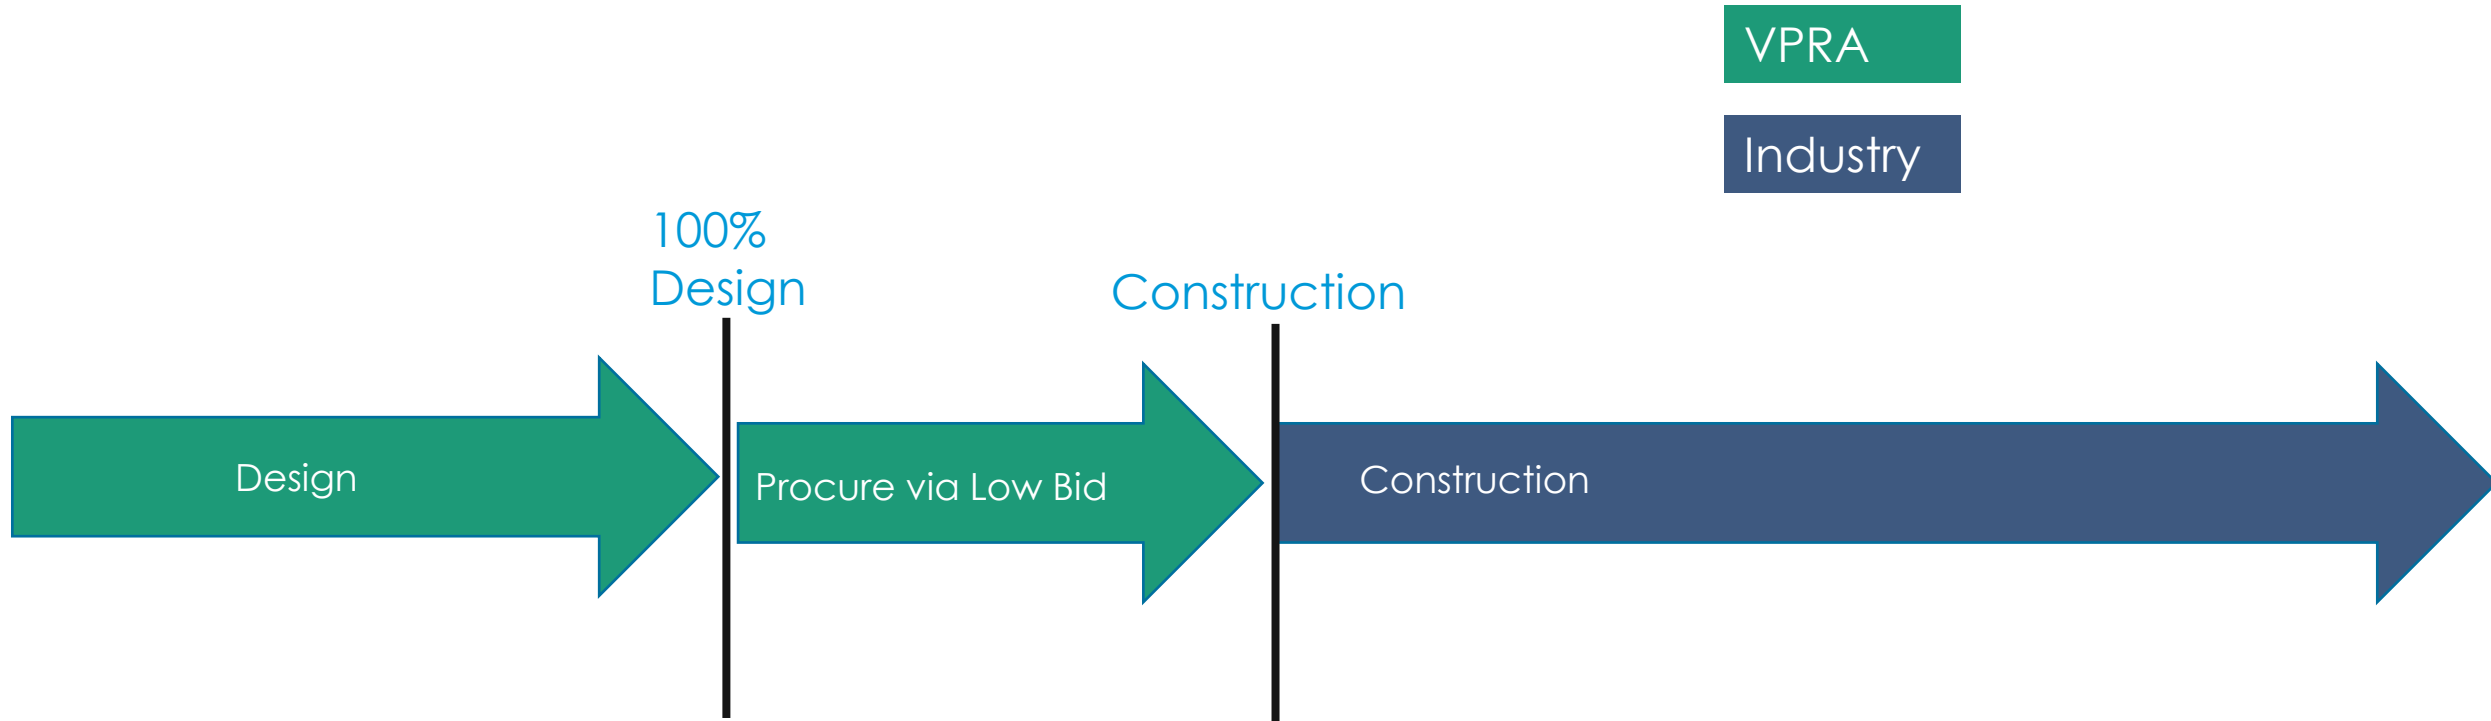 VPRA
Industry
100%
Design
Construction
Design
Procure via Low Bid
Construction